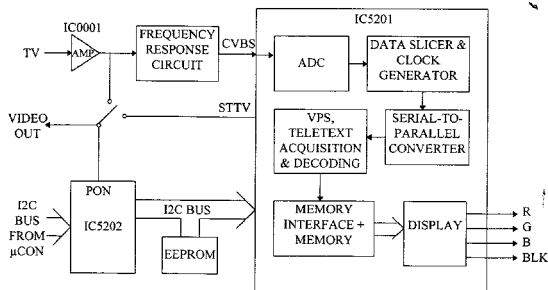 IC0001
TV
AMP
FREQUENCY
RESPONSE
CIRCUIT
CVBS
IC5201
ADC
DATA SLICER &
CLOCK
GENERATOR
VIDEO
OUT
STTV
VPS,
TELETEXT
ACQUISITION
& DECODING
SERIAL-TO-
PARALLEL
CONVERTER
PON
IC5202
I2C
BUS
FROM
µCON
I2C BUS
EEPROM
MEMORY
INTERFACE +
MEMORY
DISPLAY
R
G
B
BLK